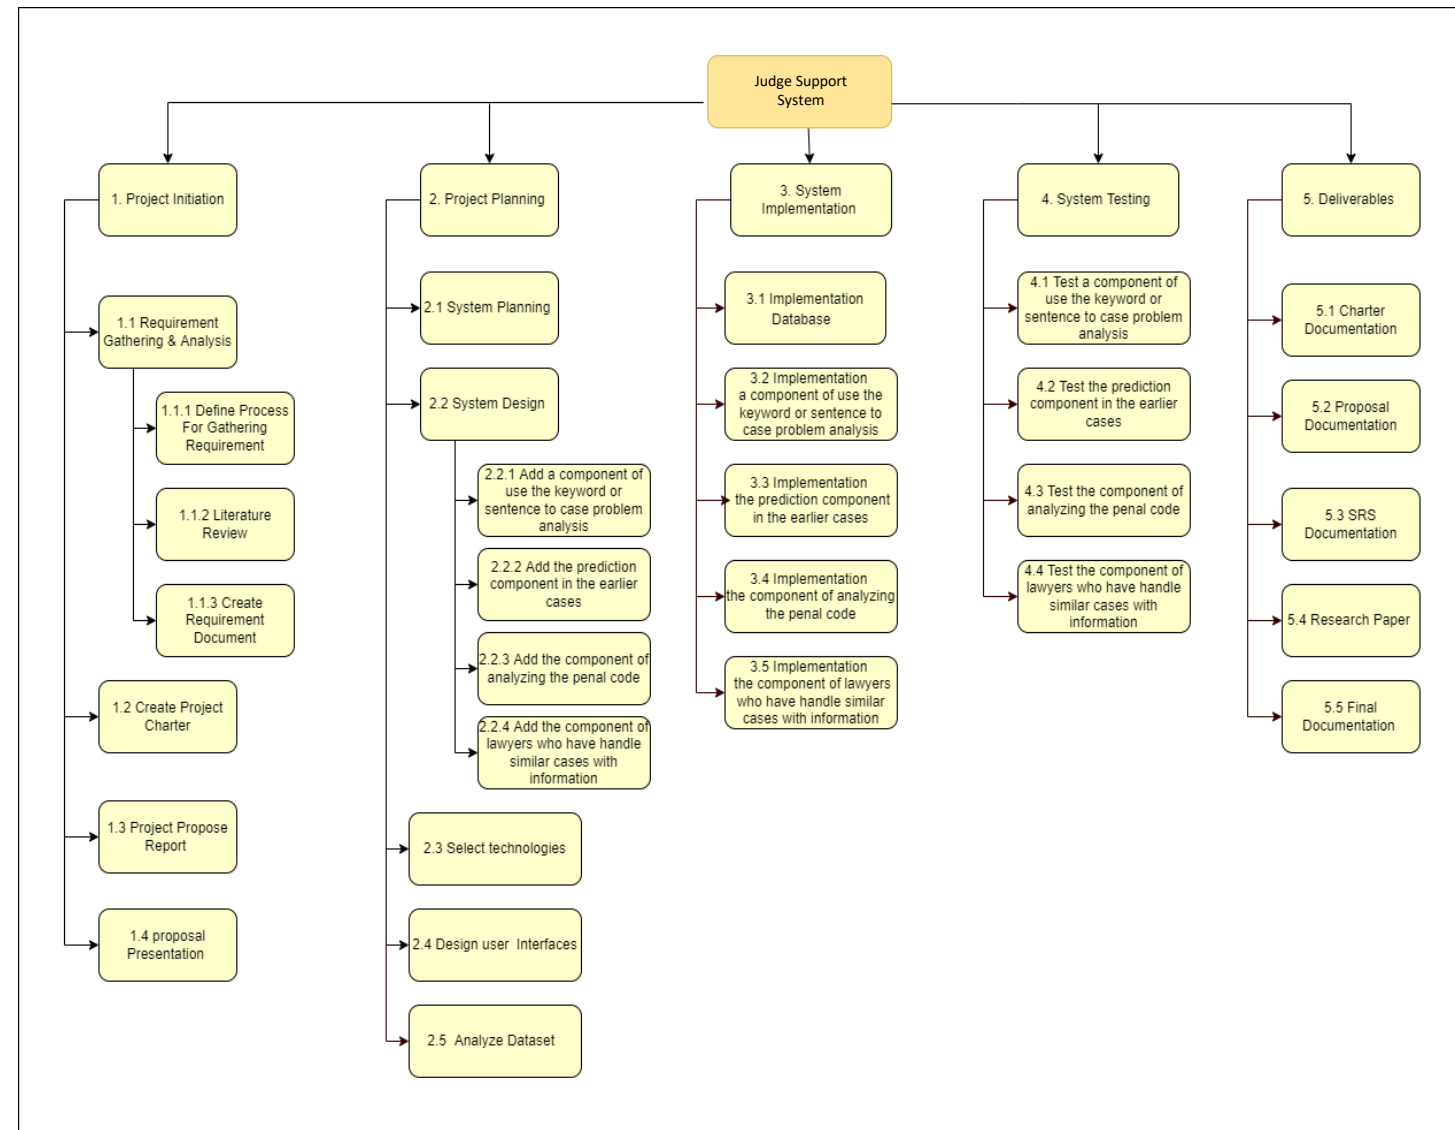 Judge Support
System
1. Project Initiation
1.1 Requirement
Gathering & Analysis
1.1.1 Define Process
For Gathering
Requirement
1.1.2 Literature
Review
1.1.3 Create
Requirement
Document
1.2 Create Project
Charter
1.3 Project Propose
Report
1.4 proposal
Presentation
2. Project Planning
2.1 System Planning
2.2 System Design
2.2.1 Add a component of
use the keyword or
sentence to case problem
analysis
2.2.2 Add the prediction
component in the earlier
cases
2.2.3 Add the component of
analyzing the penal code
2.2.4 Add the component of
lawyers who have handle
similar cases with
information
2.3 Select technologies
2.4 Design user Interfaces
2.5 Analyze Dataset
3. System
Implementation
3.1 Implementation
Database
3.2 Implementation
a component of use the
keyword or sentence to
case problem analysis
3.3 Implementation
the prediction component
in the earlier cases
3.4 Implementation
the component of analyzing
the penal code
3.5 Implementation
the component of lawyers
who have handle similar
cases with information
4. System Testing
4.1 Test a component of
use the keyword or
sentence to case problem
analysis
4.2 Test the prediction
component in the earlier
cases
4.3 Test the component of
analyzing the penal code
4.4 Test the component of
lawyers who have handle
similar cases with
information
5. Deliverables
5.1 Charter
Documentation
5.2 Proposal
Documentation
5.3 SRS
Documentation
5.4 Research Paper
5.5 Final
Documentation